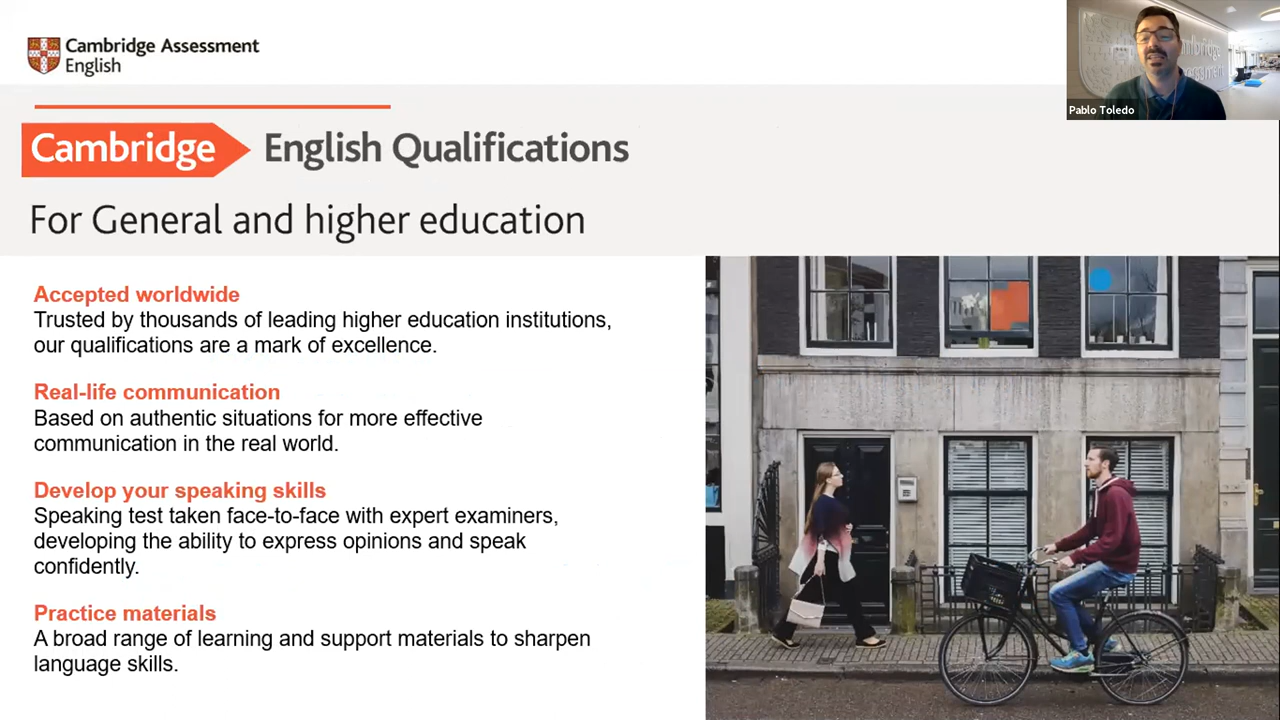 Cambridge Assessment
English
Pablo Toledo
Cambridge English Qualifications
For General and higher education
Accepted worldwide
Trusted by thousands of leading higher education institutions,
our qualifications are a mark of excellence.
Real-life communication
Based on authentic situations for more effective
communication in the real world.
Develop your speaking skills
Speaking test taken face-to-face with expert examiners,
developing the ability to express opinions and speak
confidently.
Practice materials
A broad range of learning and support materials to sharpen
language skills.